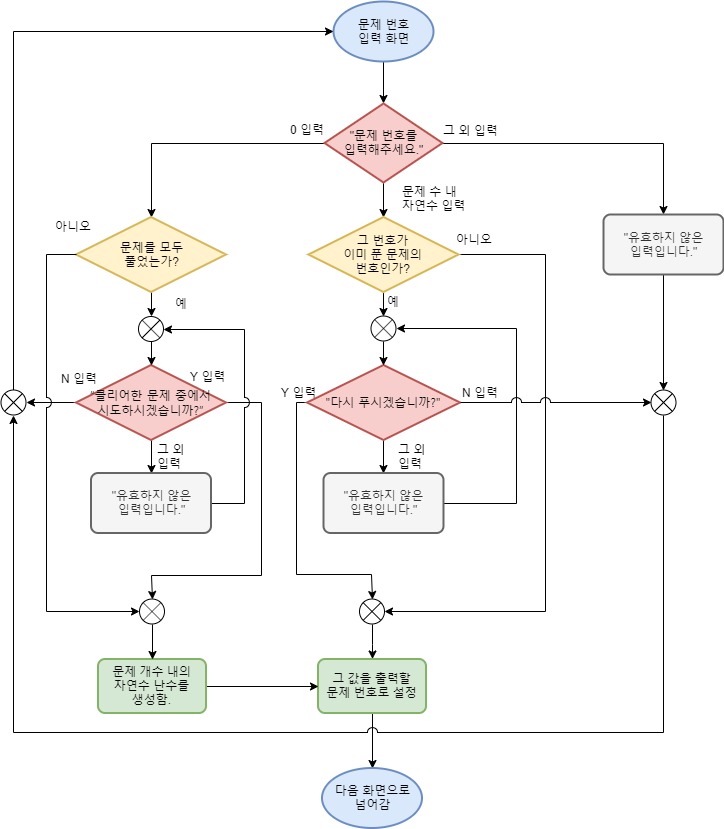 문제 번호
입력 화면
0 입력
"문제 번호를
입력해주세요."
그 외 입력
문제 수 내
자연수 입력
아니오
문제를 모두
풀었는가?
그 번호가
이미 푼 문제의
번호인가?
아니오
"유효하지 않은
입력입니다."
예
예
N 입력
Y 입력
"틀리어한 문제 중에서
시도하시겠습니까?"
Y 입력
"다시 푸시겠습니까?"
N 입력
그 외
입력
그 외
입력
"유효하지 않은
입력입니다."
"유효하지 않은
입력입니다."
문제 개수 내의
자연수 난수를
생성함.
그 값을 출력할
문제 번호로 설정
다음 화면으로
넘어감